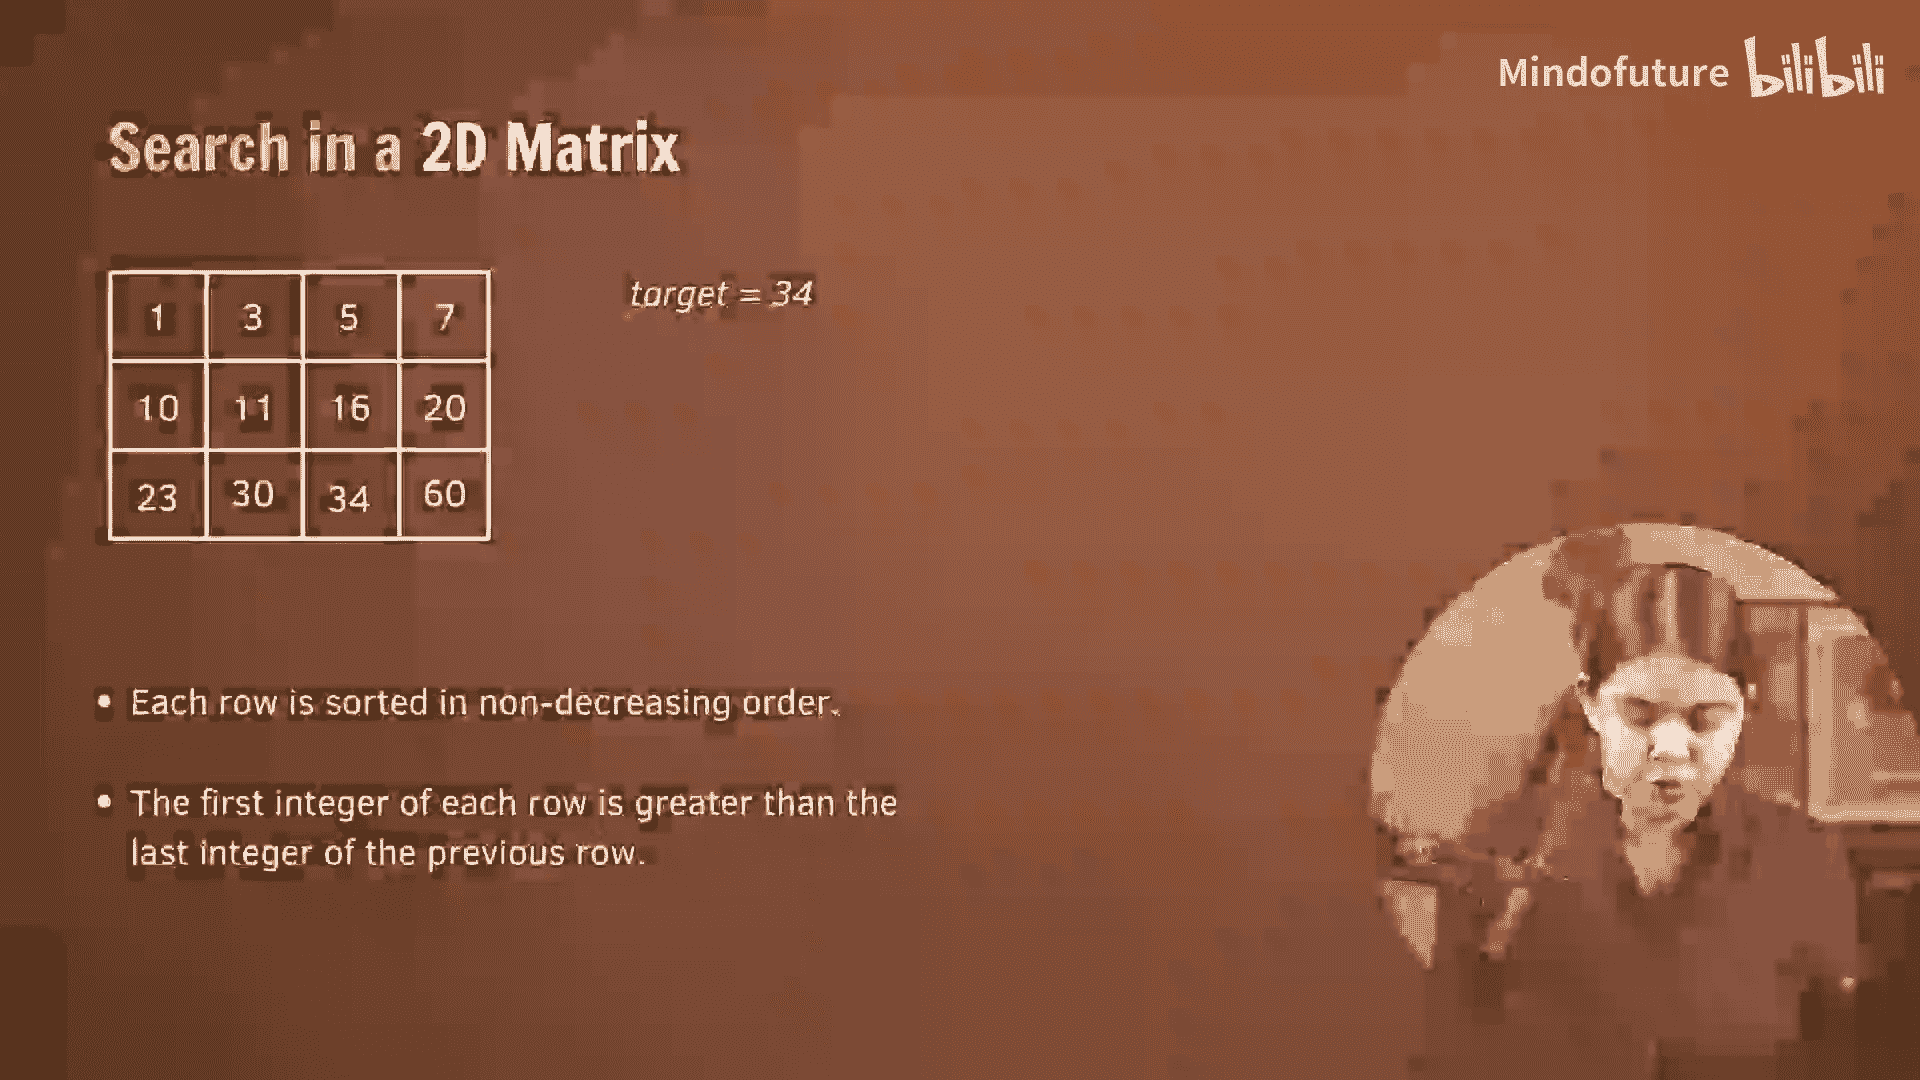 Mindofuture bilibili
Search in a 2D Matrix
target = 34
1 3 5 7
10 11 16 20
23 30 34 60
• Each row is sorted in non-decreasing order.
• The first integer of each row is greater than the
last integer of the previous row.